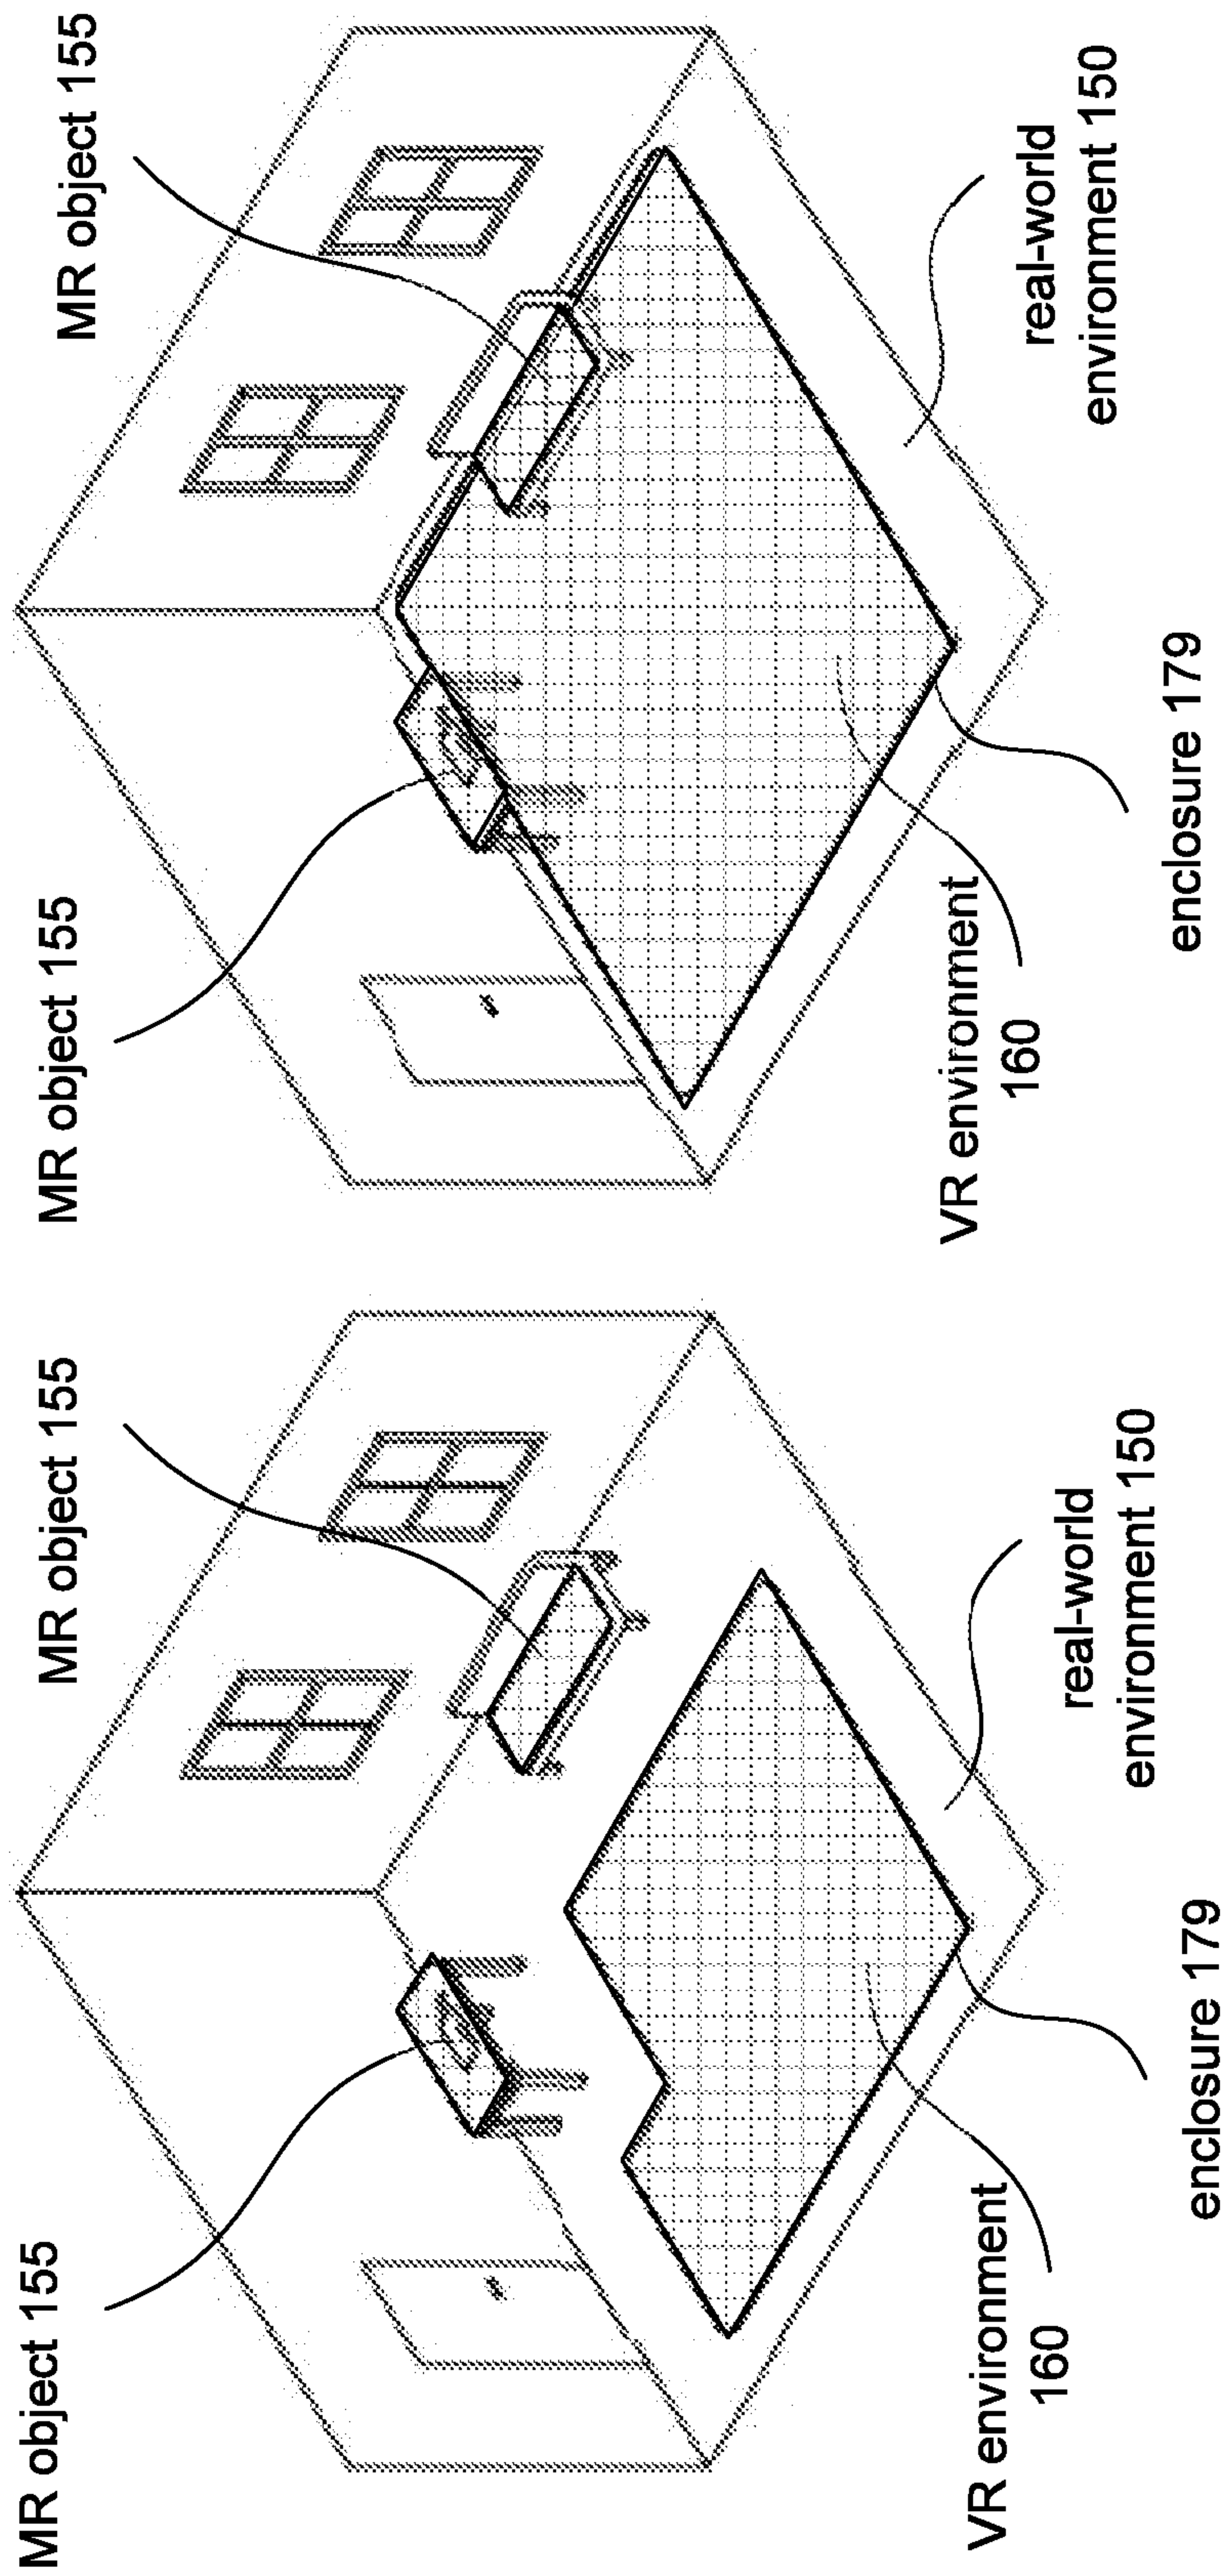 MR object 155
MR object 155
VR environment
160
real-world
environment 150
enclosure 179
MR object 155
MR object 155
VR environment
160
real-world
environment 150
enclosure 179